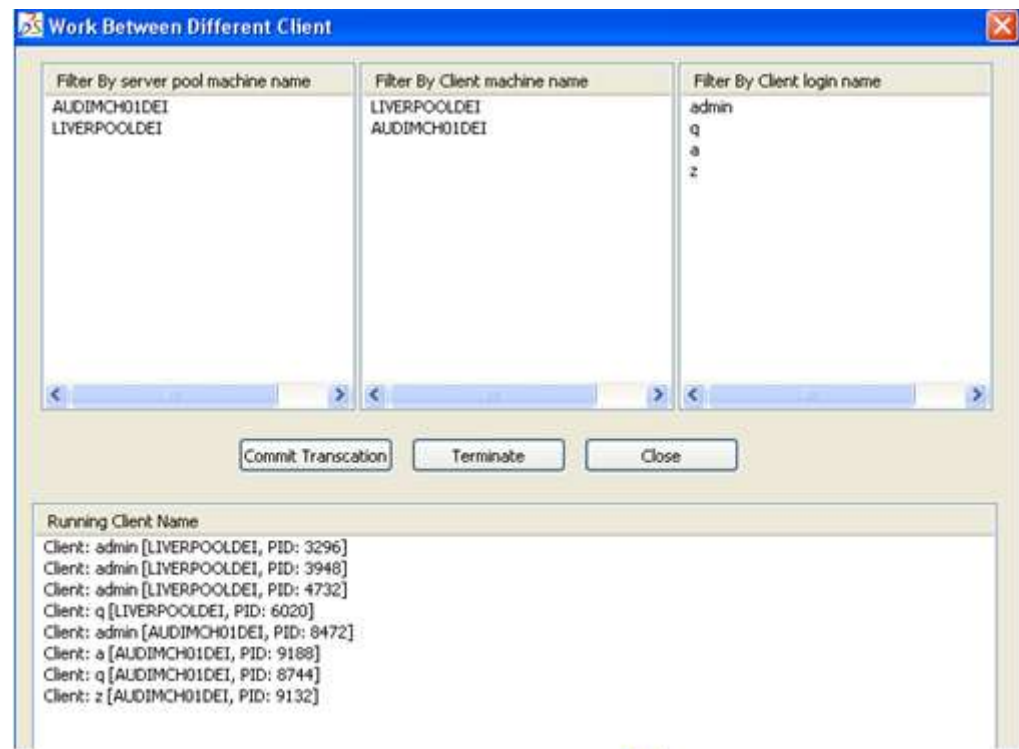 Work Between Different Client
Filter By server pool machine name
AUDIMCH01DEI
LIVERPOOLDEI
Filter By Client machine name
LIVERPOOLDEI
AUDIMCH01DEI
Filter By Client login name
admin
q
a
z
Commit Transcation
Terminate
Close
Running Client Name
Client: admin [LIVERPOOLDEI, PID: 3296]
Client: admin [LIVERPOOLDEI, PID: 3948]
Client: admin [LIVERPOOLDEI, PID: 4732]
Client: q [LIVERPOOLDEI, PID: 6020]
Client: admin [AUDIMCH01DEI, PID: 8472]
Client: a [AUDIMCH01DEI, PID: 9188]
Client: q [AUDIMCH01DEI, PID: 8744]
Client: z [AUDIMCH01DEI, PID: 9132]